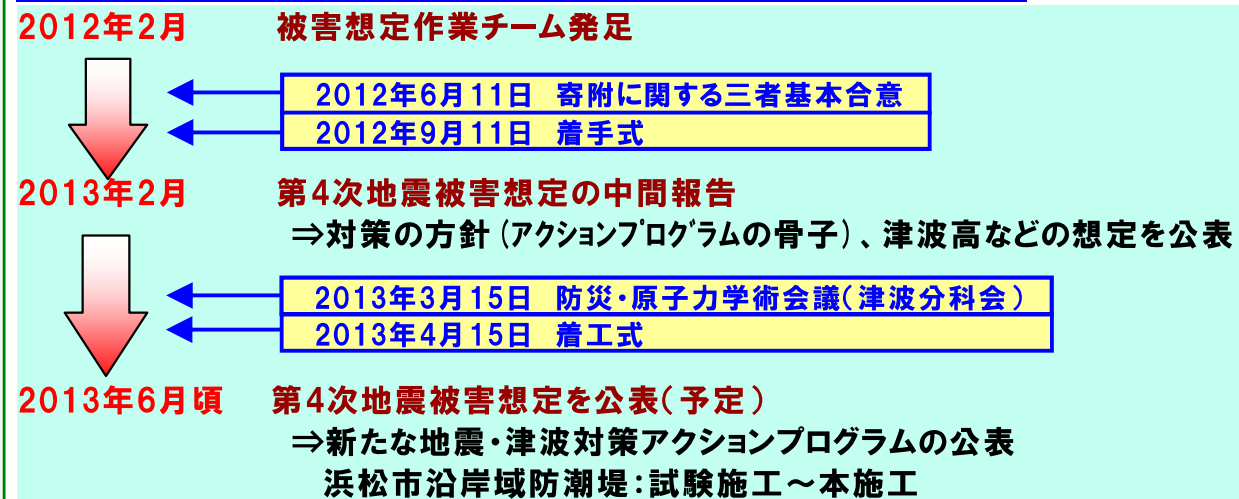 2012年2月 被害想定作業チーム発足
2012年6月11日 寄附に関する三者基本合意
2012年9月11日 着手式
2013年2月 第4次地震被害想定の中間報告
⇒対策の方針(ｱｸｼｮﾝﾌﾟﾛｸﾞﾗﾑの骨子)、津波高などの想定を公表
2013年3月15日 防災・原子力学術会議(津波分科会)
2013年4月15日 着工式
2013年6月頃 第4次地震被害想定を公表(予定)
⇒新たな地震・津波対策アクションプログラムの公表
浜松市沿岸域防潮堤:試験施工～本施工